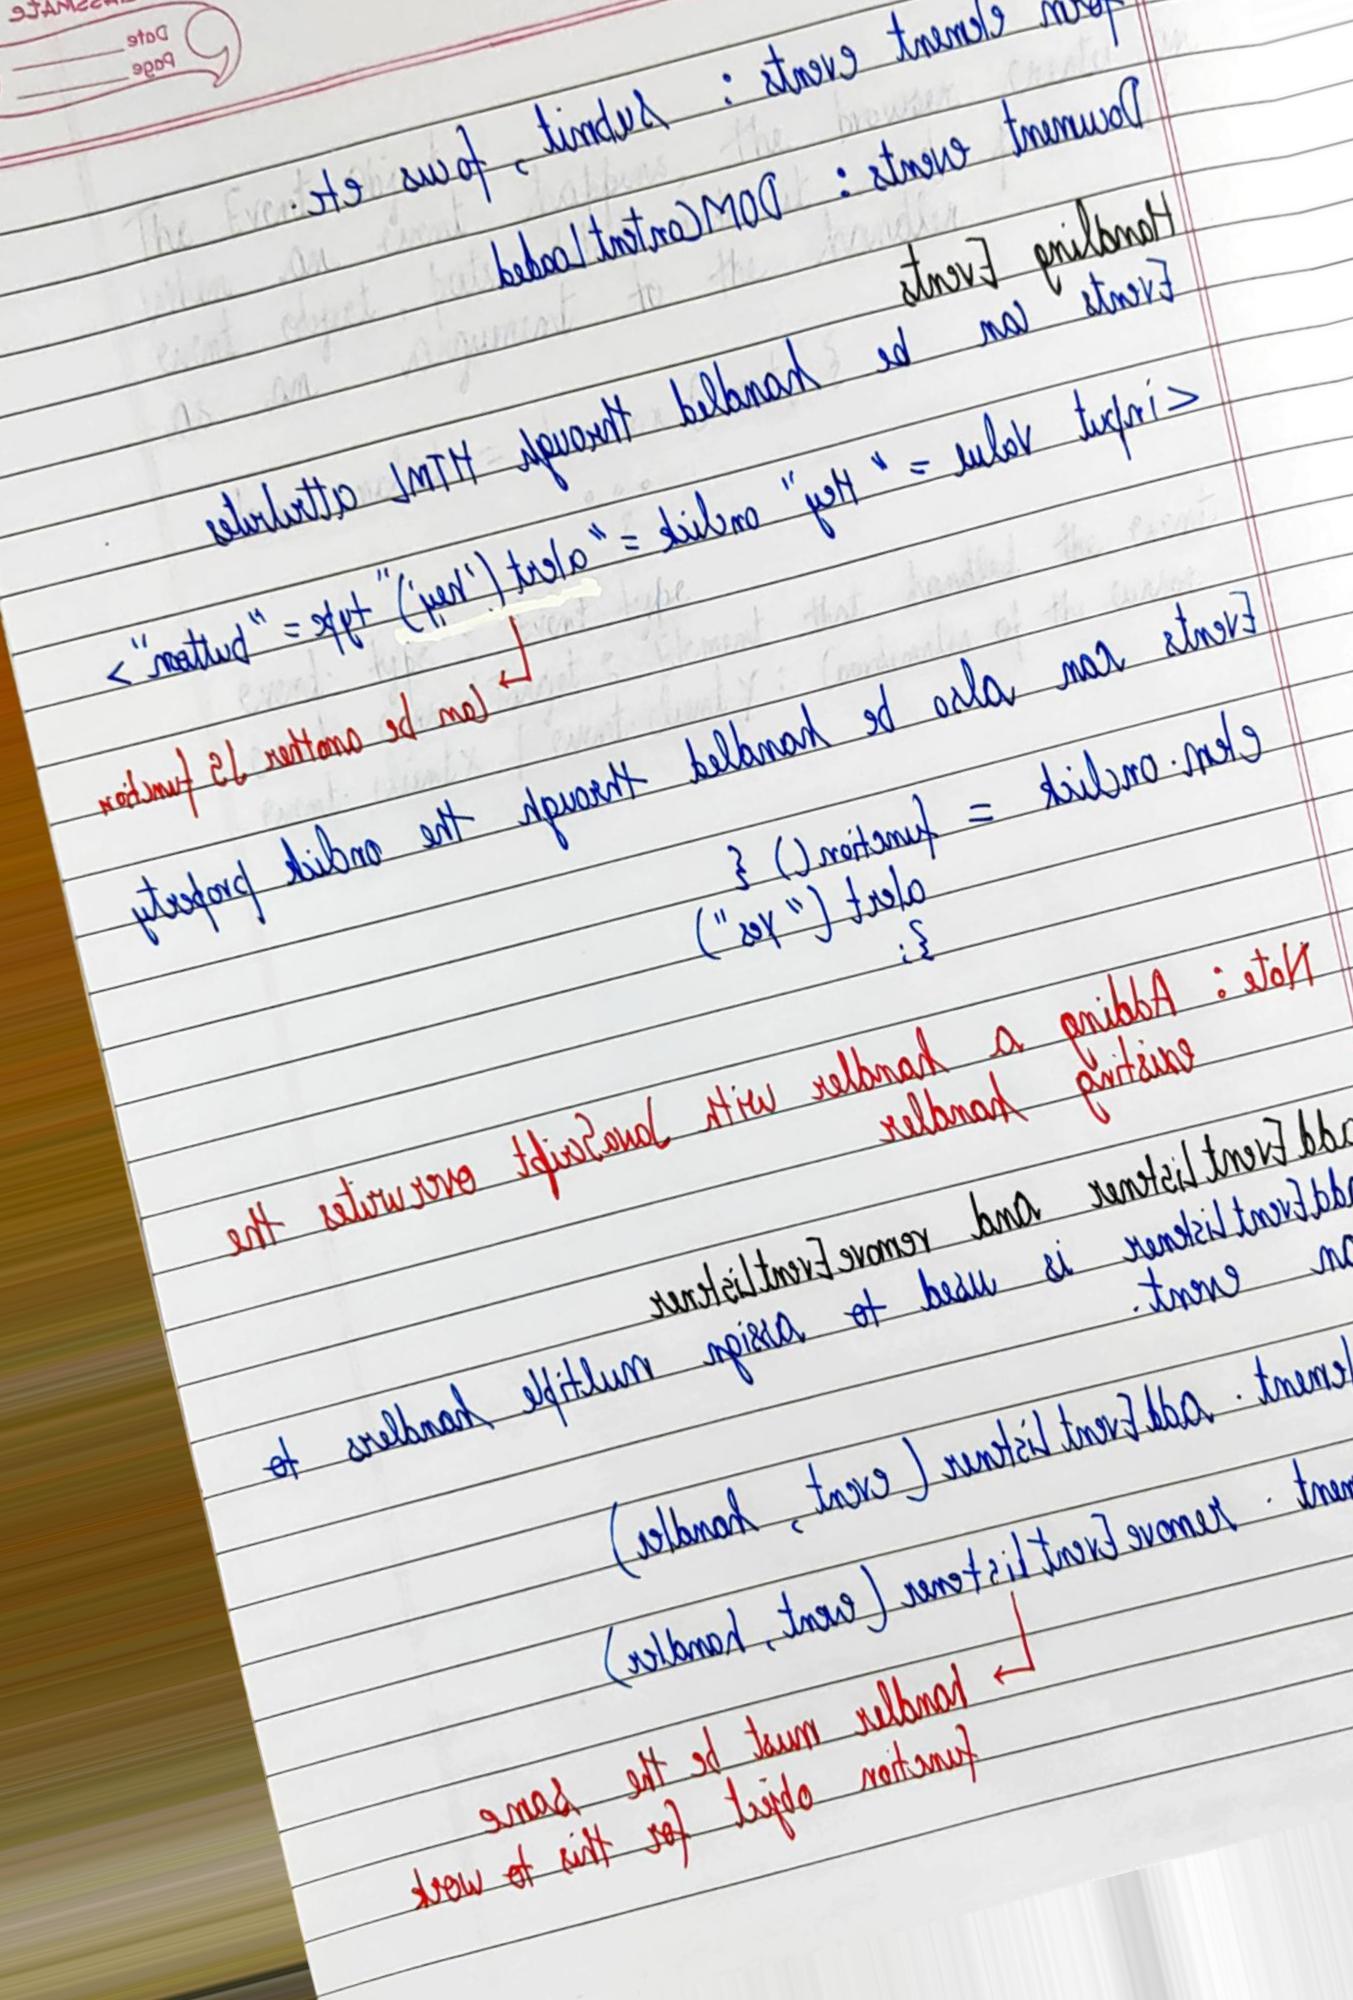 CLASSMATE
Date
Page
form element events : submit, focus etc.
Document events : DOMContentLoaded
Handling Events
Events can be handled through HTML attributes
<input value = "Hey" onclick = "alert('hey')" type = "button">
Can be another JS function
Events can also be handled through the onclick property
elem.onclick = function() {
alert ("yes")
};
Note : Adding a handler with JavaScript overwrites the
existing handler
addEventListener and removeEventListener
addEventListener is used to assign multiple handlers to
an event.
element. addEventListener (event, handler)
ment. removeEventListener (event, handler)
handler must be the same
function object for this to work